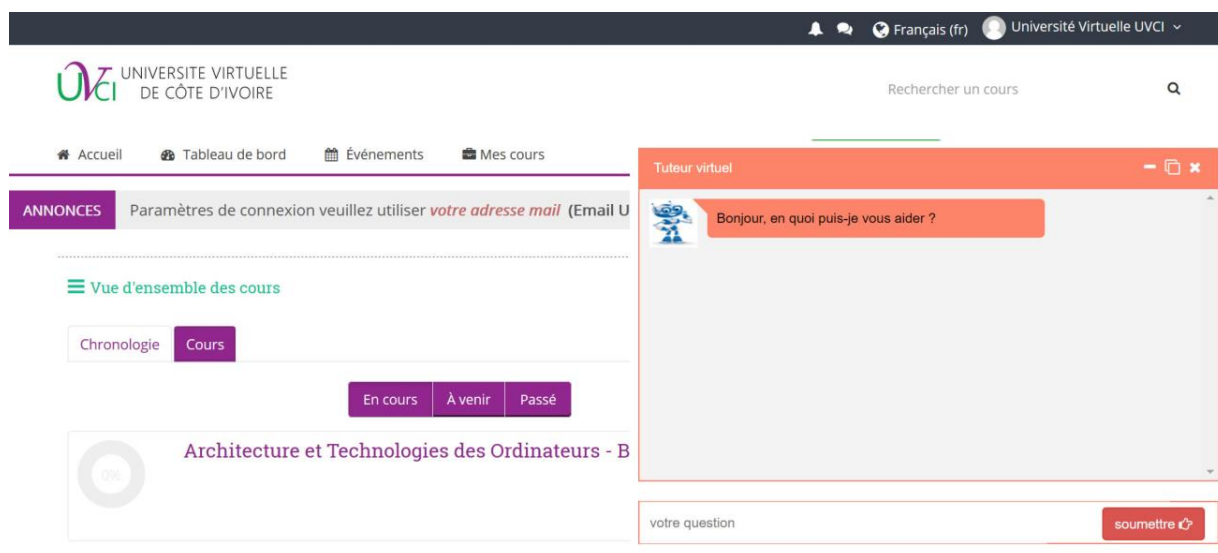 Français (fr) Université Virtuelle UVCI
UVCI UNIVERSITE VIRTUELLE
DE CÔTE D'IVOIRE
Rechercher un cours
Accueil Tableau de bord Événements Mes cours
ANNONCES Paramètres de connexion veuillez utiliser votre adresse mail (Email U
Vue d'ensemble des cours
Chronologie Cours
En cours À venir Passé
0%
Architecture et Technologies des Ordinateurs - B
Tuteur virtuel
Bonjour, en quoi puis-je vous aider ?
votre question
soumettre